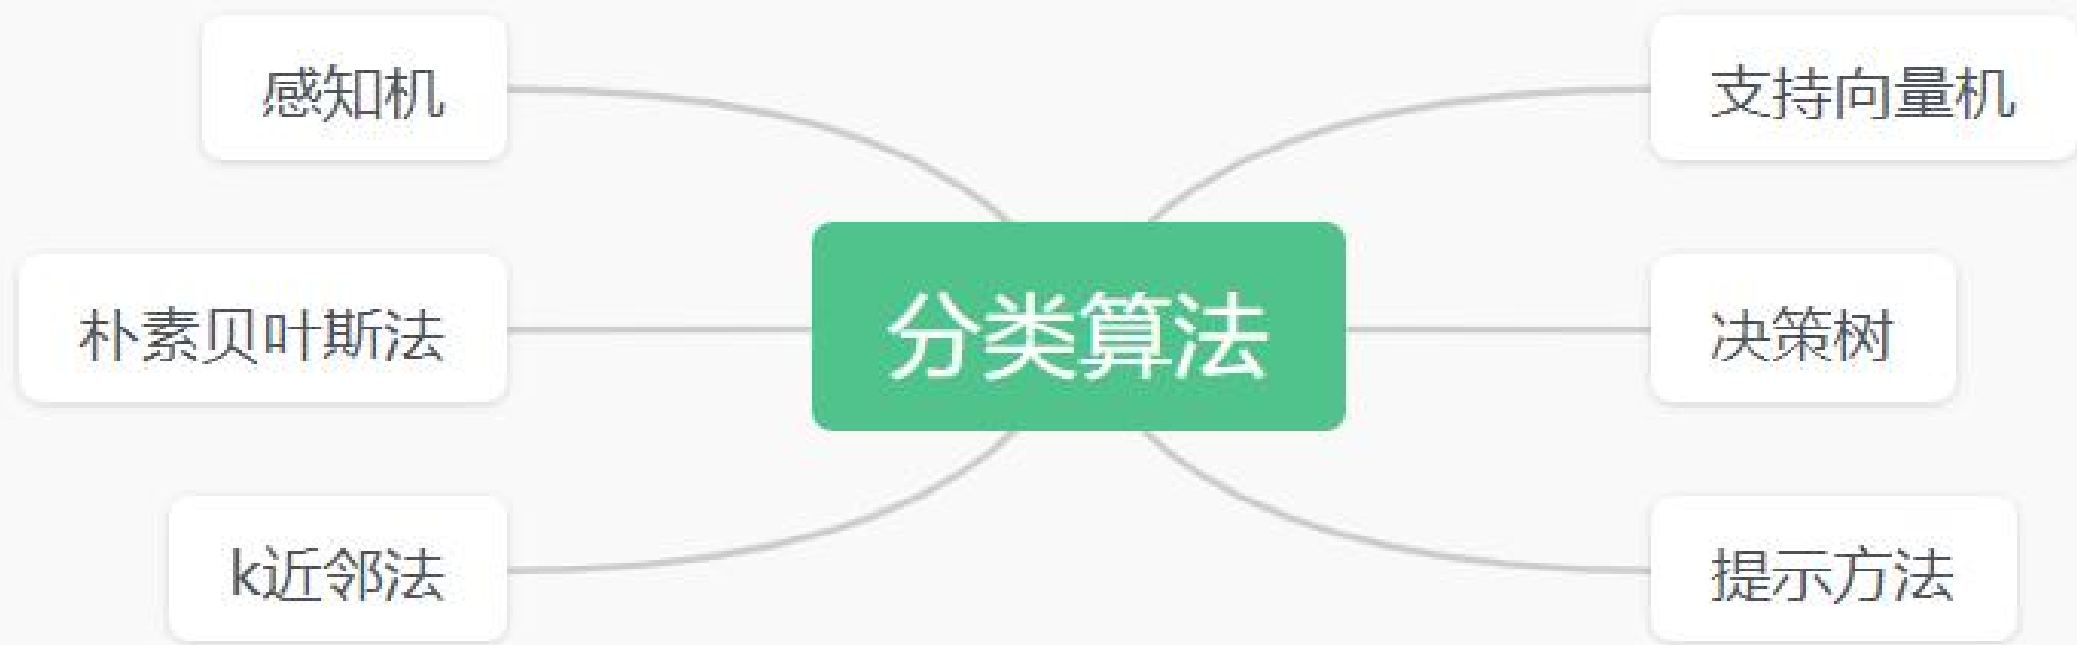 感知机
朴素贝叶斯法
k近邻法
分类算法
支持向量机
决策树
提示方法